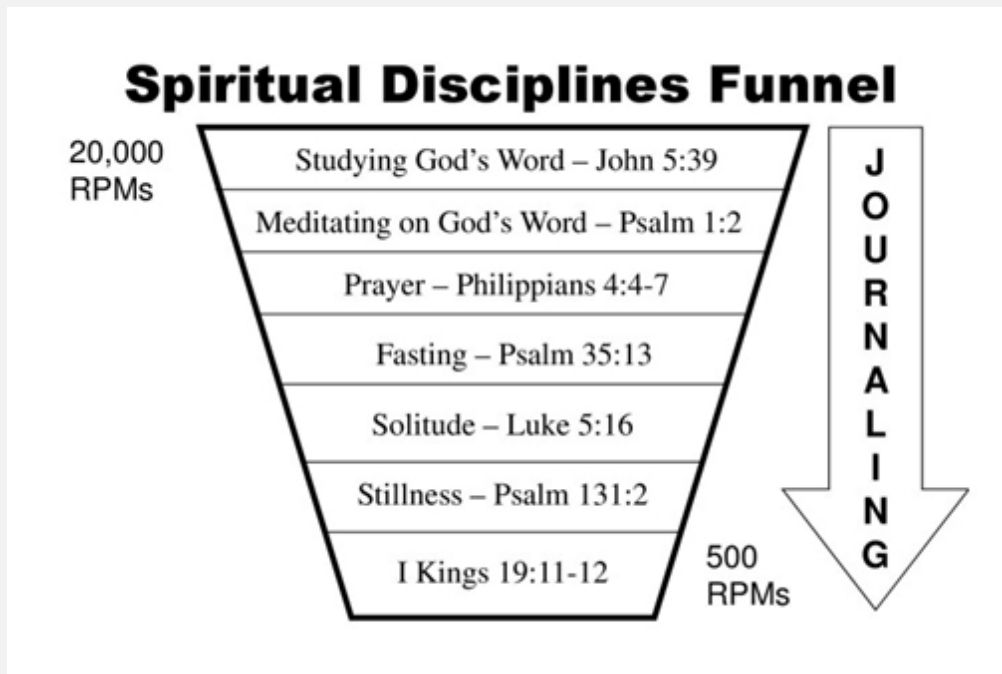 Spiritual Disciplines Funnel
20,000
RPMs
Studying God’s Word – John 5:39
Meditating on God’s Word – Psalm 1:2
Prayer – Philippians 4:4-7
Fasting – Psalm 35:13
Solitude – Luke 5:16
Stillness – Psalm 131:2
I Kings 19:11-12
500
RPMs
J
O
U
R
N
A
L
I
N
G